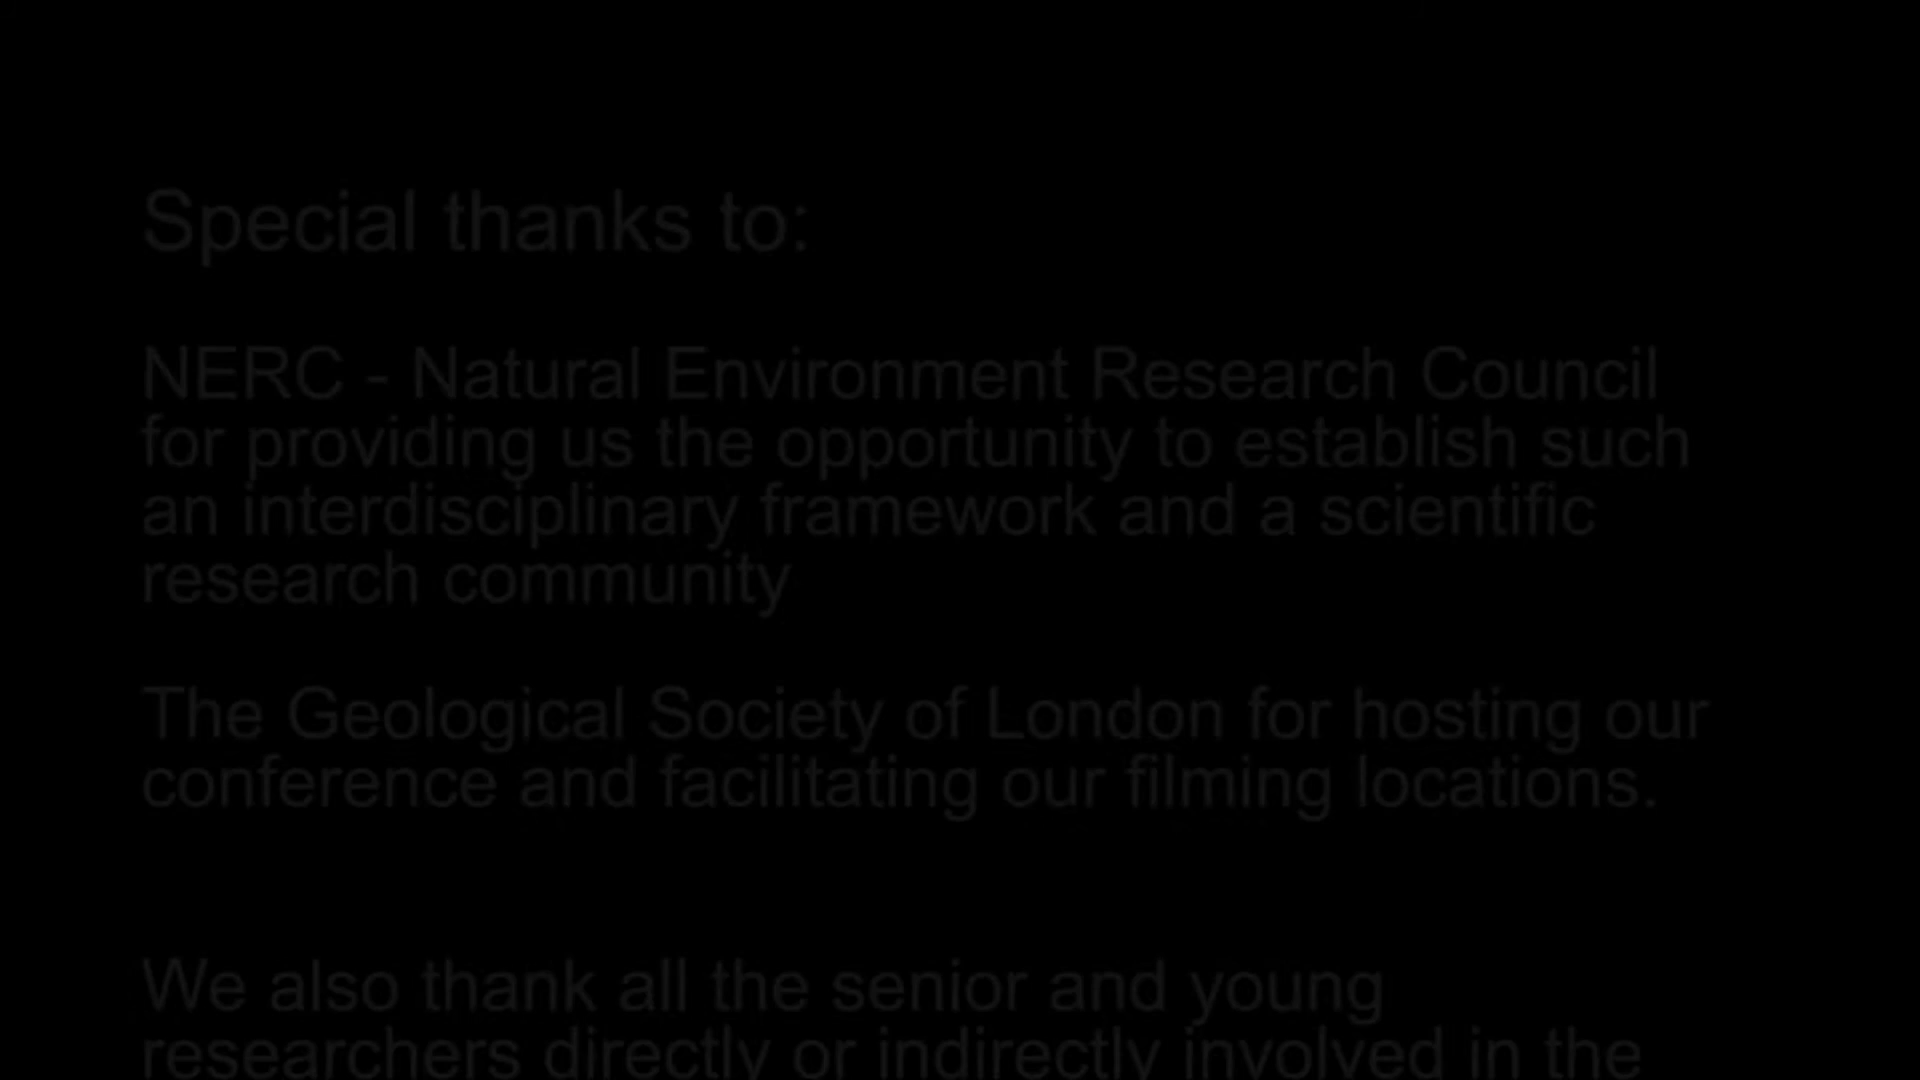 Special thanks to:
NERC - Natural Environment Research Council
for providing us the opportunity to establish such
an interdisciplinary framework and a scientific
research community
The Geological Society of London for hosting our
conference and facilitating our filming locations.
We also thank all the senior and young
researchers directly or indirectly involved in the